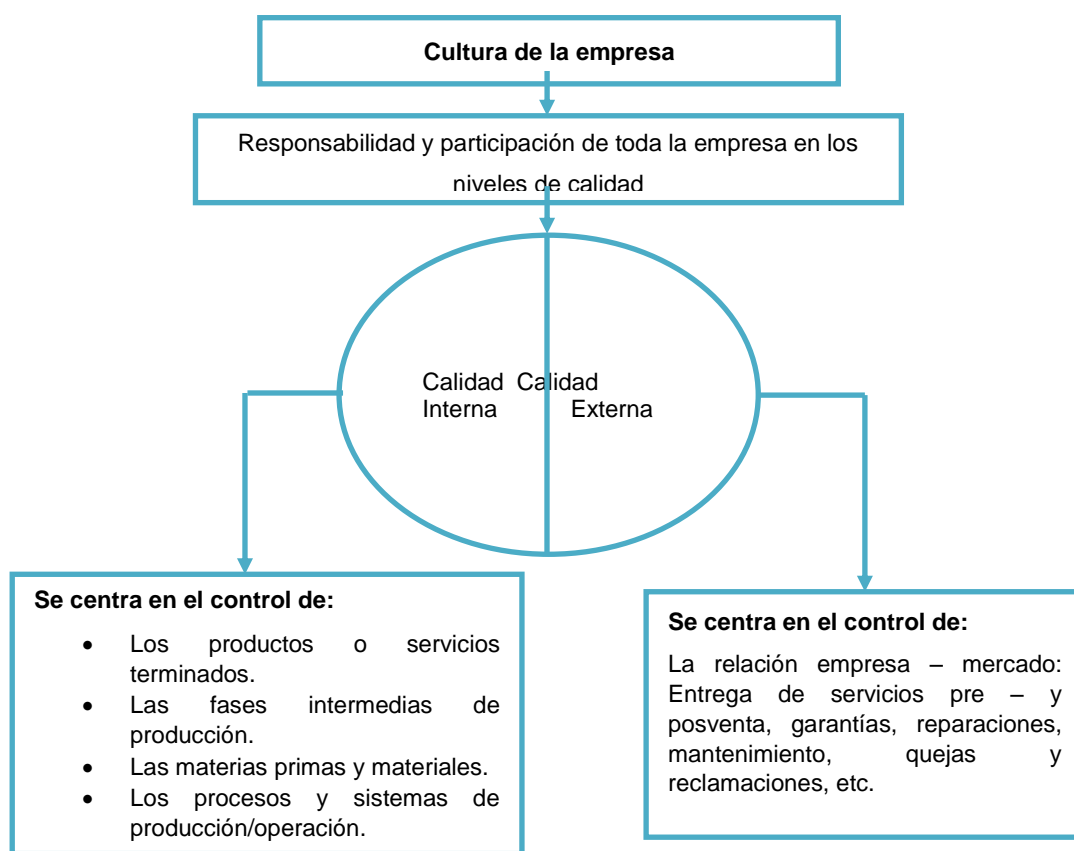 Cultura de la empresa
Responsabilidad y participación de toda la empresa en los
niveles de calidad
Calidad Calidad
Interna Externa
Se centra en el control de:
• Los productos o servicios
terminados.
• Las fases intermedias de
producción.
• Las materias primas y materiales.
• Los procesos y sistemas de
producción/operación.
Se centra en el control de:
La relación empresa – mercado:
Entrega de servicios pre – y
posventa, garantías, reparaciones,
mantenimiento, quejas y
reclamaciones, etc.